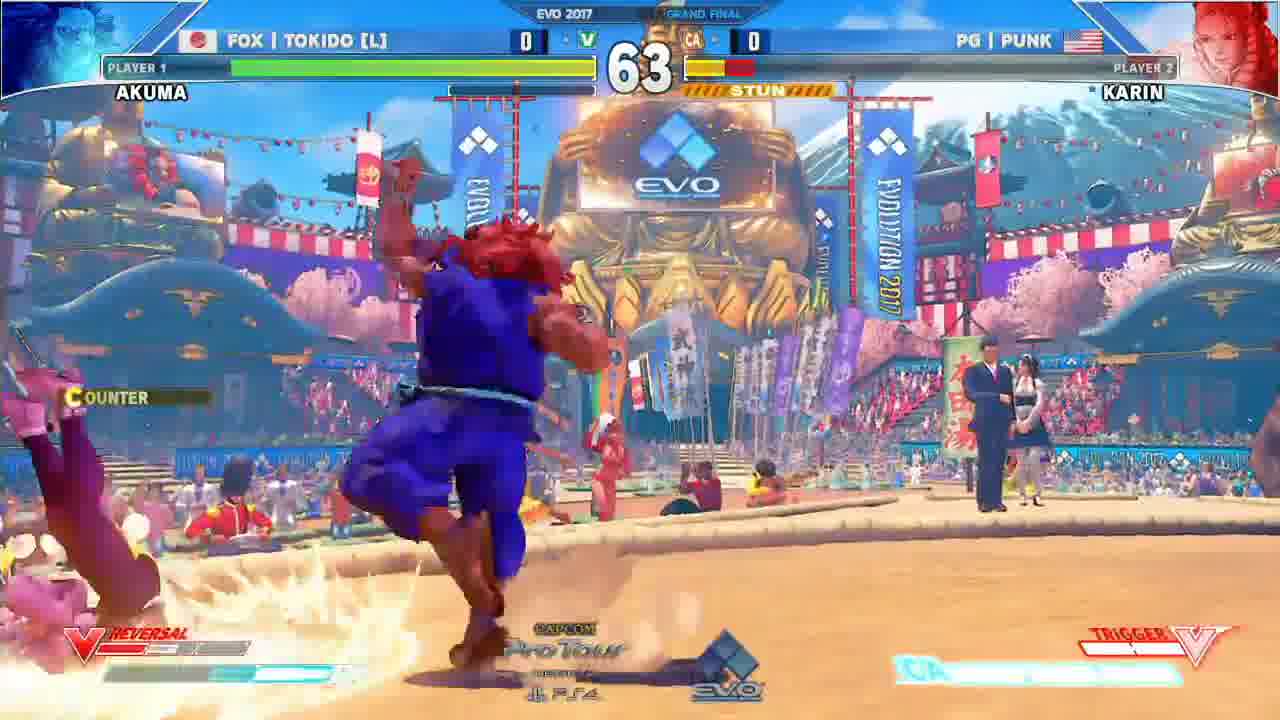 EVO 2017 GRAND FINAL
FOX | TOKIDO [L] 0 V 63 CA 0 PG | PUNK
PLAYER 1 PLAYER 2
AKUMA STUN KARIN
EVO
EVOLUTION 2017
COUNTER
REVERSAL
TRIGGER
V
V
CA
CAPCOM
Pro Tour
PS4
EVO